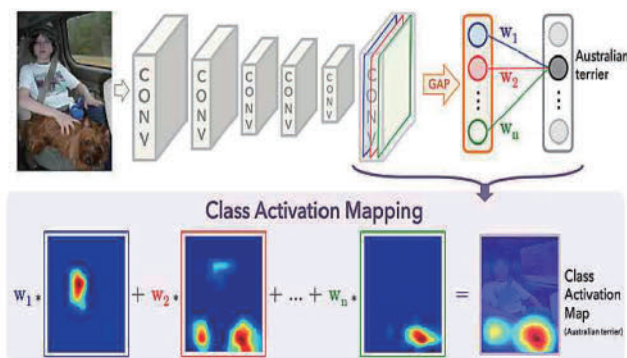 CONV
CONV
CONV
CONV
CONV
CONV
GAP
w₁
w₂
⋮
wₙ
Australian
terrier
⋮
Class Activation Mapping
w₁ * + w₂ * + ... + wₙ * =
Class
Activation
Map
(Australian terrier)